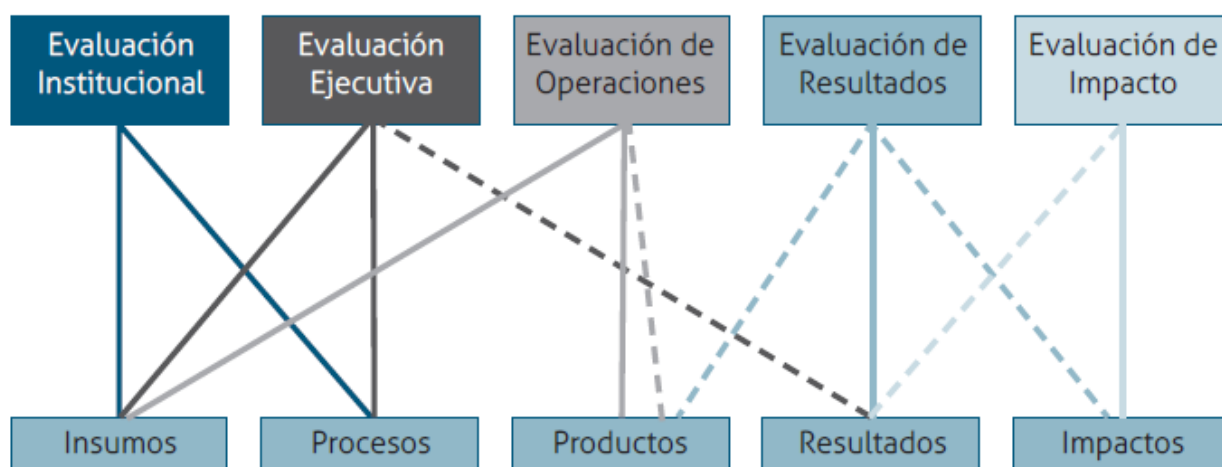 Evaluación
Institucional
Evaluación
Ejecutiva
Evaluación de
Operaciones
Evaluación de
Resultados
Evaluación de
Impacto
Insumos
Procesos
Productos
Resultados
Impactos